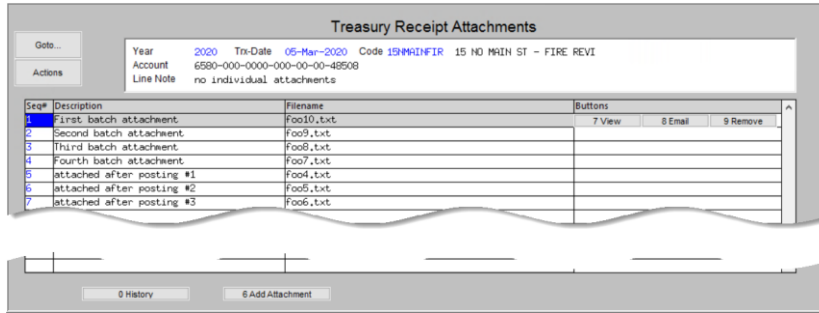 Treasury Receipt Attachments
Goto...
Actions
Year 2020 Trx-Date 05-Mar-2020 Code 15NMAINFIR 15 NO MAIN ST - FIRE REVI
Account 6580-000-0000-000-00-00-48508
Line Note no individual attachments
Seq# Description Filename Buttons
1 First batch attachment foo10.txt 7 View 8 Email 9 Remove
2 Second batch attachment foo9.txt
3 Third batch attachment foo8.txt
4 Fourth batch attachment foo7.txt
5 attached after posting #1 foo4.txt
6 attached after posting #2 foo5.txt
7 attached after posting #3 foo6.txt
0 History 6 Add Attachment